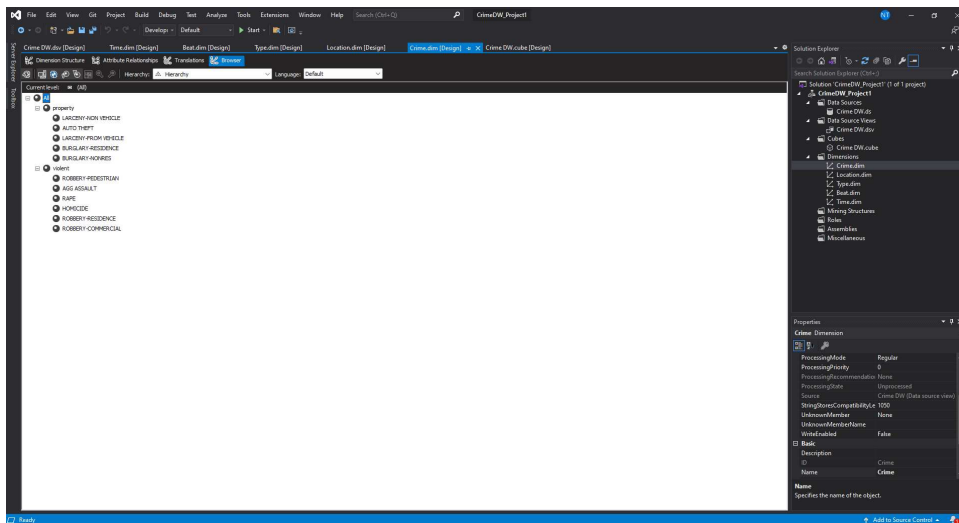 File Edit View Git Project Build Debug Test Analyze Tools Extensions Window Help Search (Ctrl+Q) CrimeDW_Project1 NT
Develop Default Start
Crime DW.dsv [Design] Time.dim [Design] Beat.dim [Design] Type.dim [Design] Location.dim [Design] Crime.dim [Design] Crime DW.cube [Design]
Dimension Structure Attribute Relationships Translations Browser
Hierarchy: Hierarchy Language: Default
Current level: (All)
All
property
LARCENY-NON VEHICLE
AUTO THEFT
LARCENY-FROM VEHICLE
BURGLARY-RESIDENCE
BURGLARY-NONRES
violent
ROBBERY-PEDESTRIAN
AGG ASSAULT
RAPE
HOMICIDE
ROBBERY-RESIDENCE
ROBBERY-COMMERCIAL
Server Explorer
Toolbox
Solution Explorer
Search Solution Explorer (Ctrl+;)
Solution 'CrimeDW_Project1' (1 of 1 project)
CrimeDW_Project1
Data Sources
Crime DW.ds
Data Source Views
Crime DW.dsv
Cubes
Crime DW.cube
Dimensions
Crime.dim
Location.dim
Type.dim
Beat.dim
Time.dim
Mining Structures
Roles
Assemblies
Miscellaneous
Properties
Crime Dimension
ProcessingMode Regular
ProcessingPriority 0
ProcessingRecommendation None
ProcessingState Unprocessed
Source Crime DW (Data source view)
StringStoresCompatibilityLe 1050
UnknownMember None
UnknownMemberName
WriteEnabled False
Basic
Description
ID Crime
Name Crime
Name
Specifies the name of the object.
Ready Add to Source Control